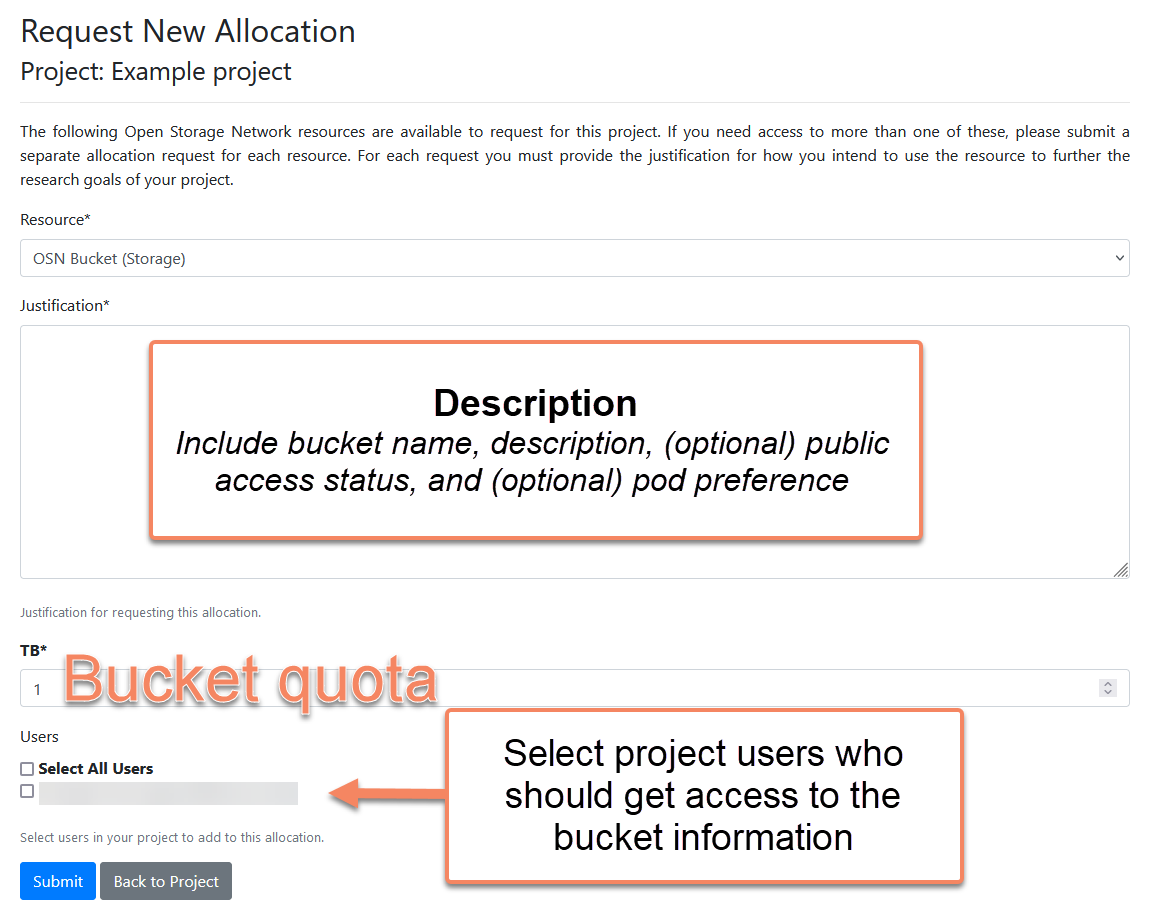 Request New Allocation
Project: Example project
The following Open Storage Network resources are available to request for this project. If you need access to more than one of these, please submit a
separate allocation request for each resource. For each request you must provide the justification for how you intend to use the resource to further the
research goals of your project.
Resource*
OSN Bucket (Storage)
Justification*
Description
Include bucket name, description, (optional) public
access status, and (optional) pod preference
Justification for requesting this allocation.
TB*
1
Bucket quota
Users
Select All Users
Select project users who
should get access to the
bucket information
Select users in your project to add to this allocation.
Submit
Back to Project